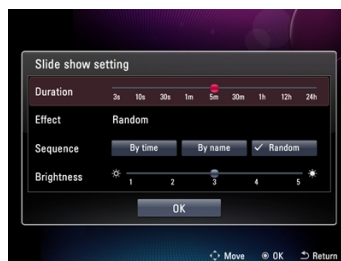 Slide show setting
Duration
3s 10s 30s 1m 5m 30m 1h 12h 24h
Effect Random
Sequence By time By name ✓ Random
Brightness
1 2 3 4 5
OK
Move OK Return